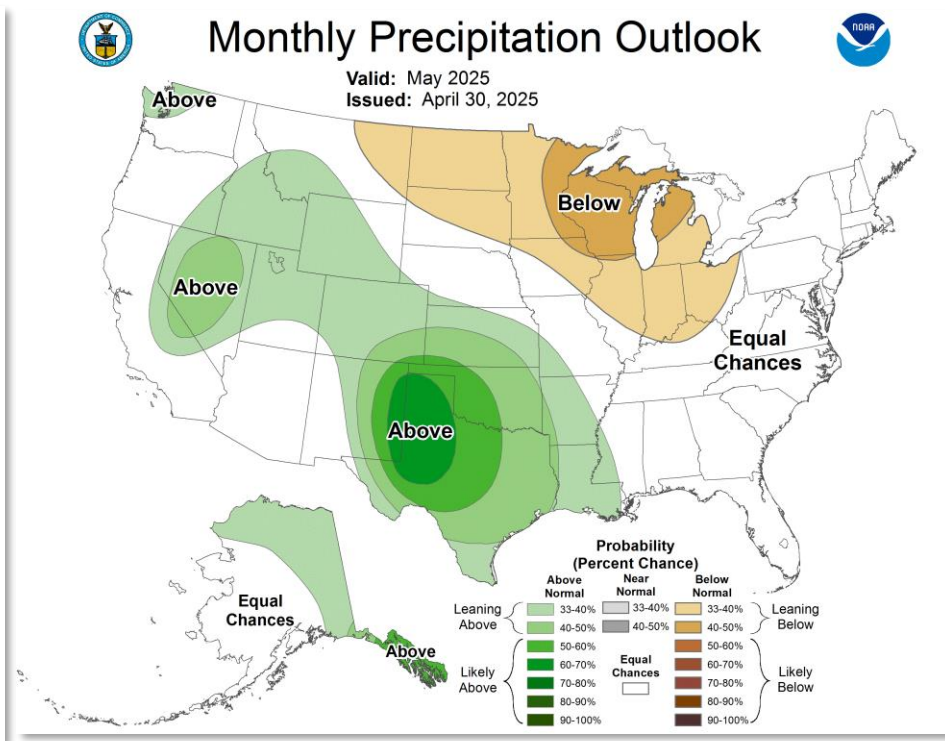 Monthly Precipitation Outlook
NOAA
Valid: May 2025
Issued: April 30, 2025
Above
Below
Above
Equal
Chances
Above
Equal
Chances
Above
Probability
(Percent Chance)
Above
Normal
Near
Normal
Below
Normal
Leaning
Above
33-40%
33-40%
33-40%
Leaning
Below
40-50%
40-50%
40-50%
Likely
Above
50-60%
60-70%
70-80%
80-90%
90-100%
Equal
Chances
50-60%
60-70%
70-80%
80-90%
90-100%
Likely
Below